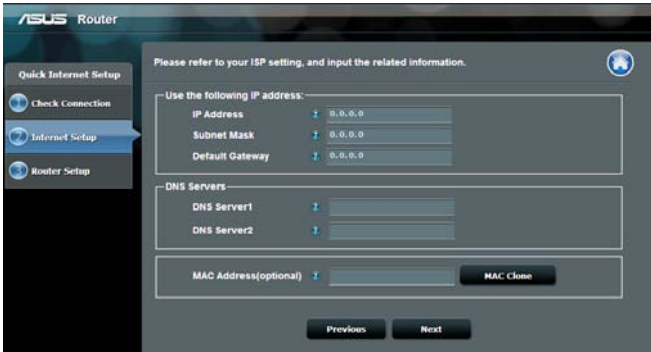 ASUS Router
Quick Internet Setup
1 Check Connection
2 Internet Setup
3 Router Setup
Please refer to your ISP setting, and input the related information.
Use the following IP address:
IP Address 0.0.0.0
Subnet Mask 0.0.0.0
Default Gateway 0.0.0.0
DNS Servers
DNS Server1
DNS Server2
MAC Address(optional) MAC Clone
Previous Next